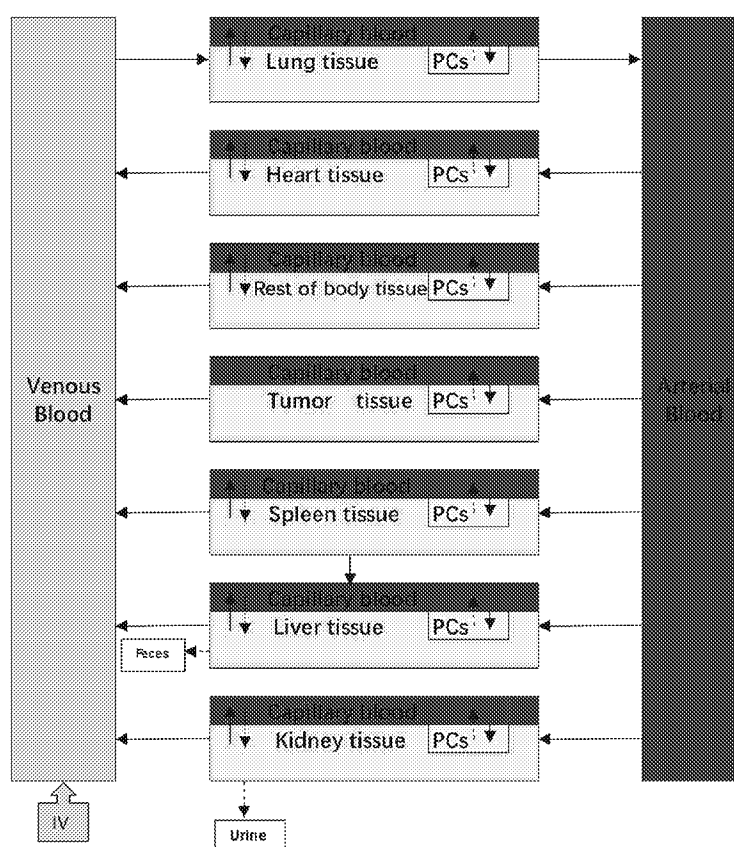 Capillary blood
Lung tissue PCs
Capillary blood
Heart tissue PCs
Capillary blood
Rest of body tissue PCs
Venous
Blood
Capillary blood
Tumor tissue PCs
Arterial
Blood
Capillary blood
Spleen tissue PCs
Capillary blood
Liver tissue PCs
Feces
Capillary blood
Kidney tissue PCs
IV
Urine